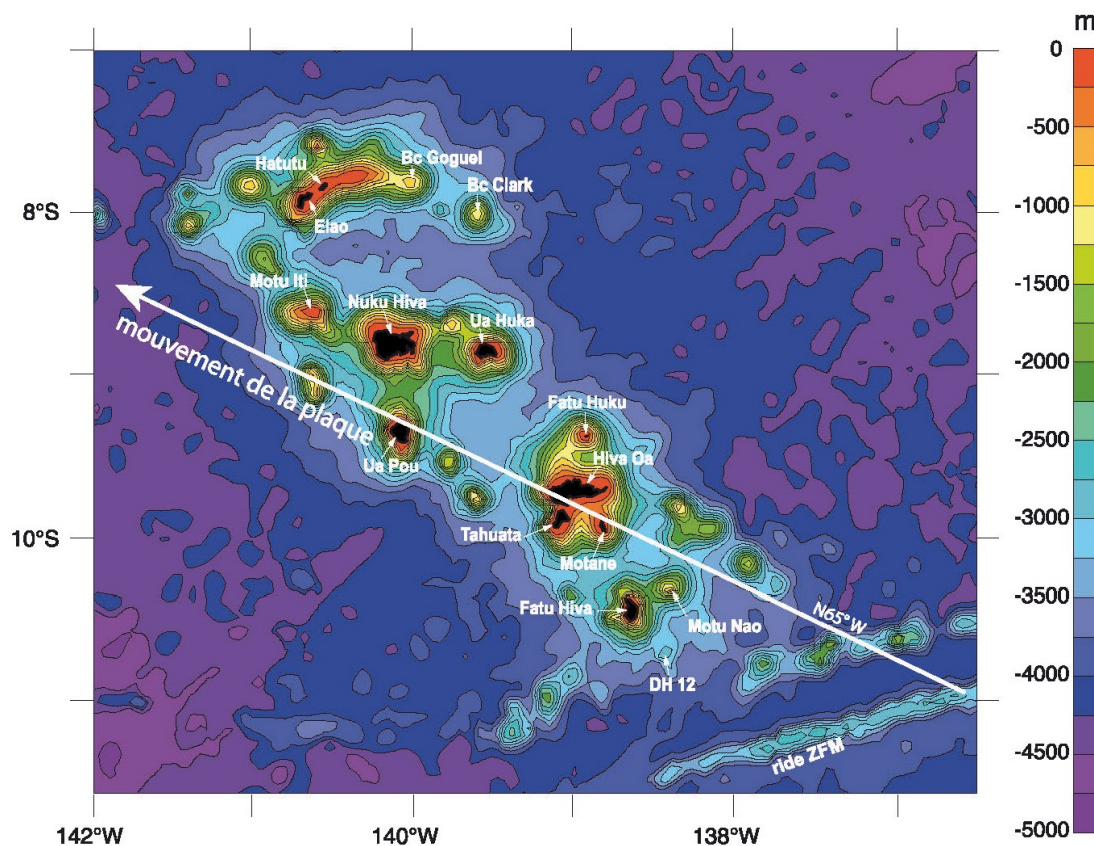 m
0
-500
-1000
-1500
-2000
-2500
-3000
-3500
-4000
-4500
-5000
8°S
10°S
142°W
140°W
138°W
Hatutu
Bc Goguel
Bc Clark
Eiao
Motu Iti
Nuku Hiva
Ua Huka
mouvement de la plaque
Fatu Huku
Hiva Oa
Ua Pou
Tahuata
Motane
Fatu Hiva
Motu Nao
N65°W
DH 12
ride ZFM